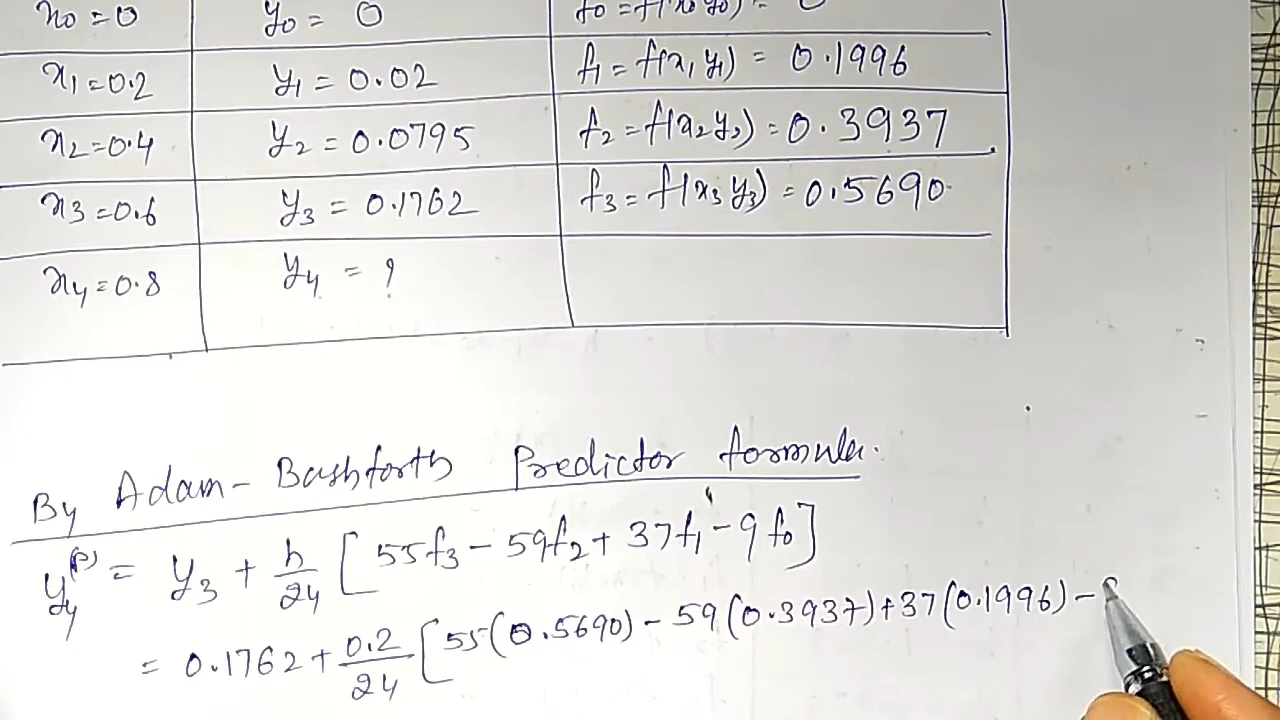 x0 = 0 y0 = 0 f0 = f(x0 y0) = 0
x1 = 0.2 y1 = 0.02 f1 = f(x1 y1) = 0.1996
x2 = 0.4 y2 = 0.0795 f2 = f(x2 y2) = 0.3937
x3 = 0.6 y3 = 0.1762 f3 = f(x3 y3) = 0.5690
x4 = 0.8 y4 = ?
By Adam - Bashforth Predictor formula.
y4^(P) = y3 + h/24 [ 55f3 - 59f2 + 37f1 - 9f0 ]
= 0.1762 + 0.2/24 [ 55(0.5690) - 59(0.3937) + 37(0.1996) -